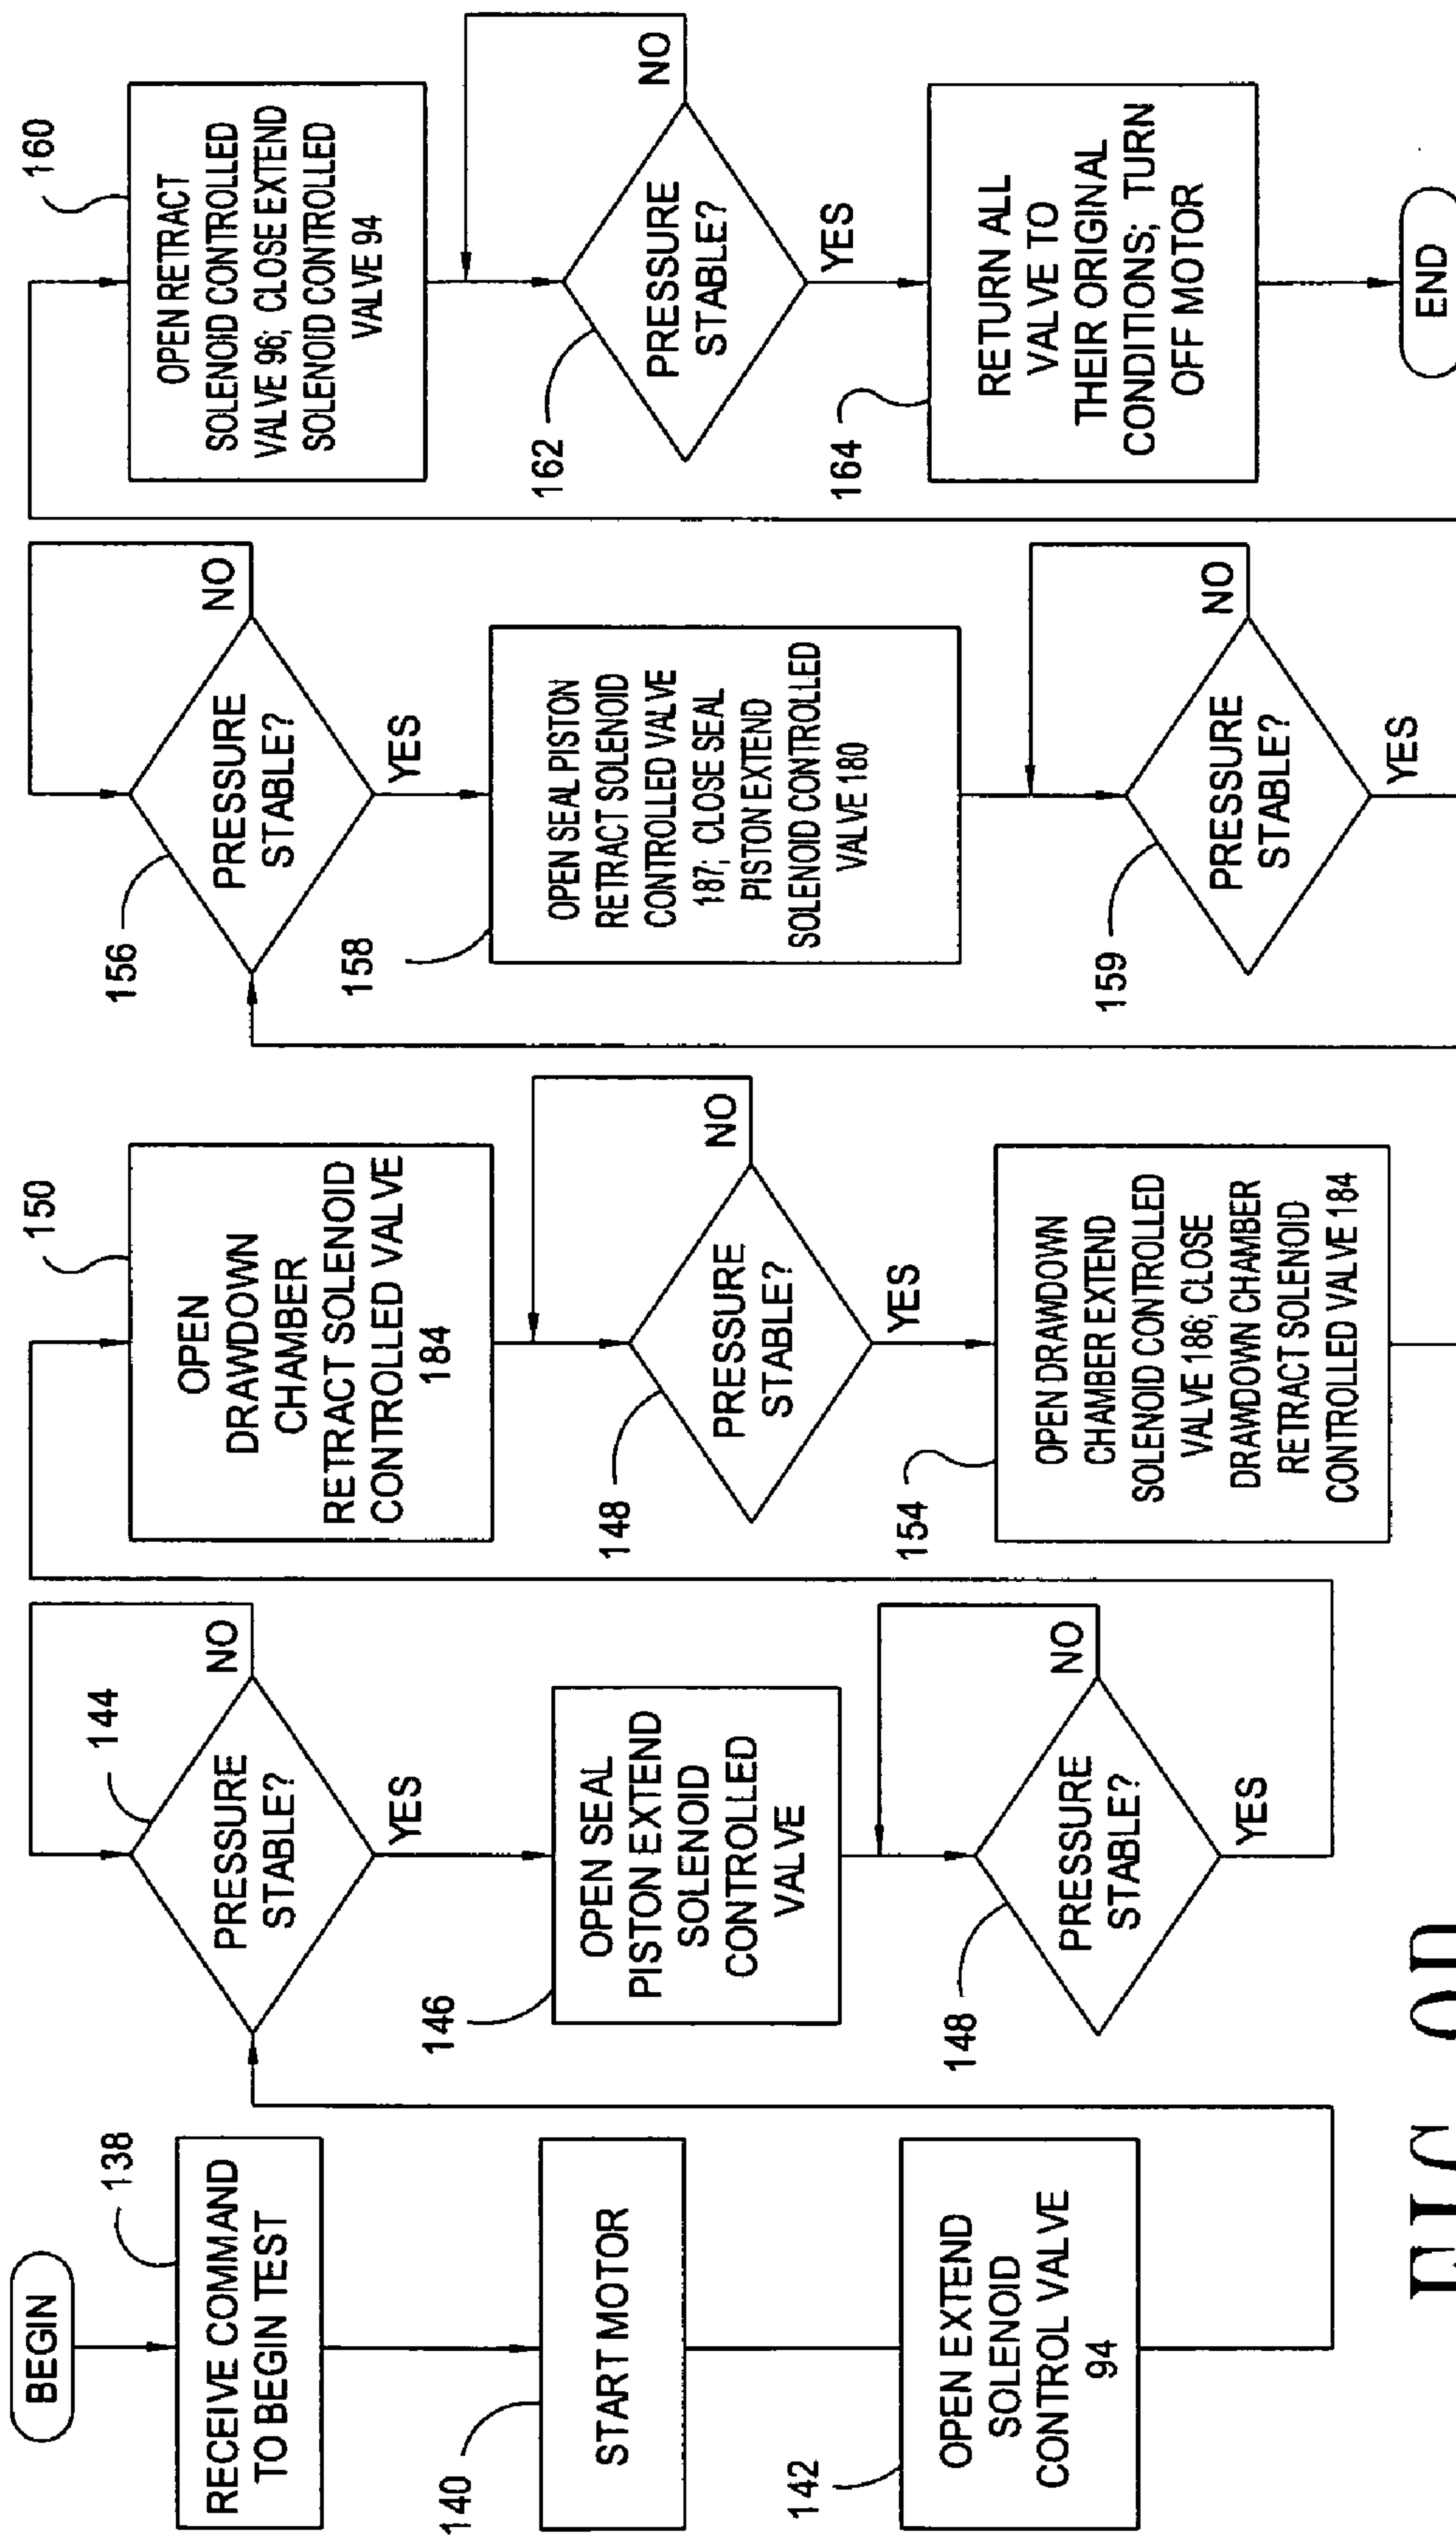 BEGIN
138
RECEIVE COMMAND
TO BEGIN TEST
140
START MOTOR
142
OPEN EXTEND
SOLENOID
CONTROL VALVE
94
144
PRESSURE
STABLE?
NO
YES
146
OPEN SEAL
PISTON EXTEND
SOLENOID
CONTROLLED
VALVE
148
PRESSURE
STABLE?
NO
YES
150
OPEN
DRAWDOWN
CHAMBER
RETRACT SOLENOID
CONTROLLED VALVE
184
148
PRESSURE
STABLE?
NO
YES
154
OPEN DRAWDOWN
CHAMBER EXTEND
SOLENOID CONTROLLED
VALVE 186; CLOSE
DRAWDOWN CHAMBER
RETRACT SOLENOID
CONTROLLED VALVE 184
156
PRESSURE
STABLE?
NO
YES
158
OPEN SEAL PISTON
RETRACT SOLENOID
CONTROLLED VALVE
187; CLOSE SEAL
PISTON EXTEND
SOLENOID CONTROLLED
VALVE 180
159
PRESSURE
STABLE?
NO
YES
160
OPEN RETRACT
SOLENOID CONTROLLED
VALVE 96; CLOSE EXTEND
SOLENOID CONTROLLED
VALVE 94
162
PRESSURE
STABLE?
NO
YES
164
RETURN ALL
VALVE TO
THEIR ORIGINAL
CONDITIONS; TURN
OFF MOTOR
END